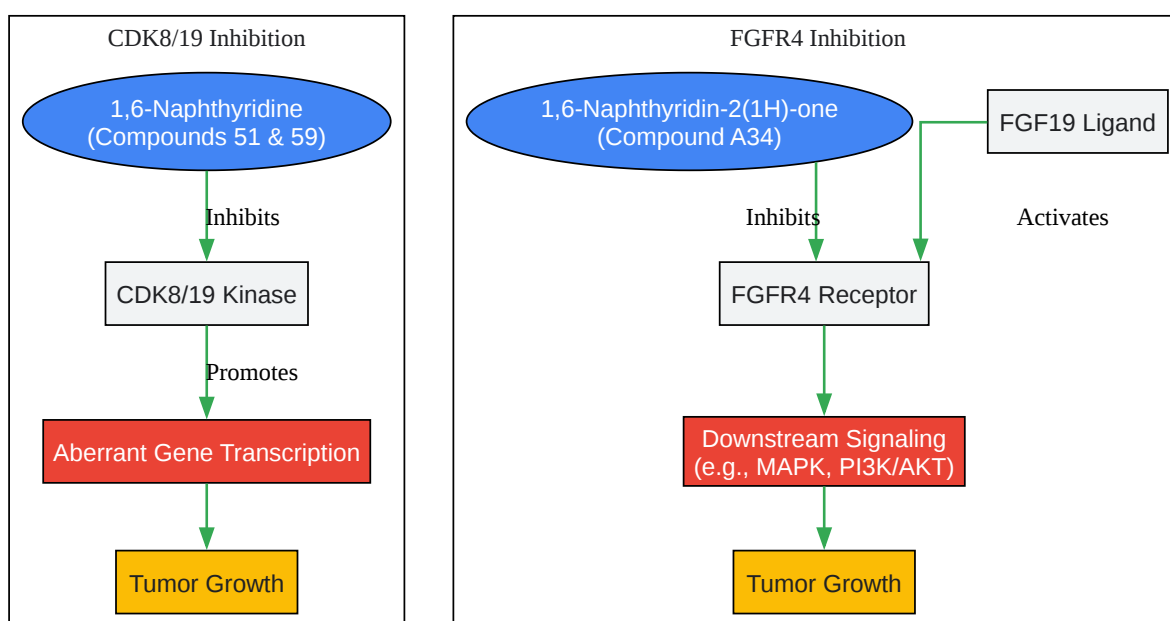 CDK8/19 Inhibition
1,6-Naphthyridine
(Compounds 51 & 59)
Inhibits
CDK8/19 Kinase
Promotes
Aberrant Gene Transcription
Tumor Growth
FGFR4 Inhibition
1,6-Naphthyridin-2(1H)-one
(Compound A34)
FGF19 Ligand
Inhibits
Activates
FGFR4 Receptor
Downstream Signaling
(e.g., MAPK, PI3K/AKT)
Tumor Growth